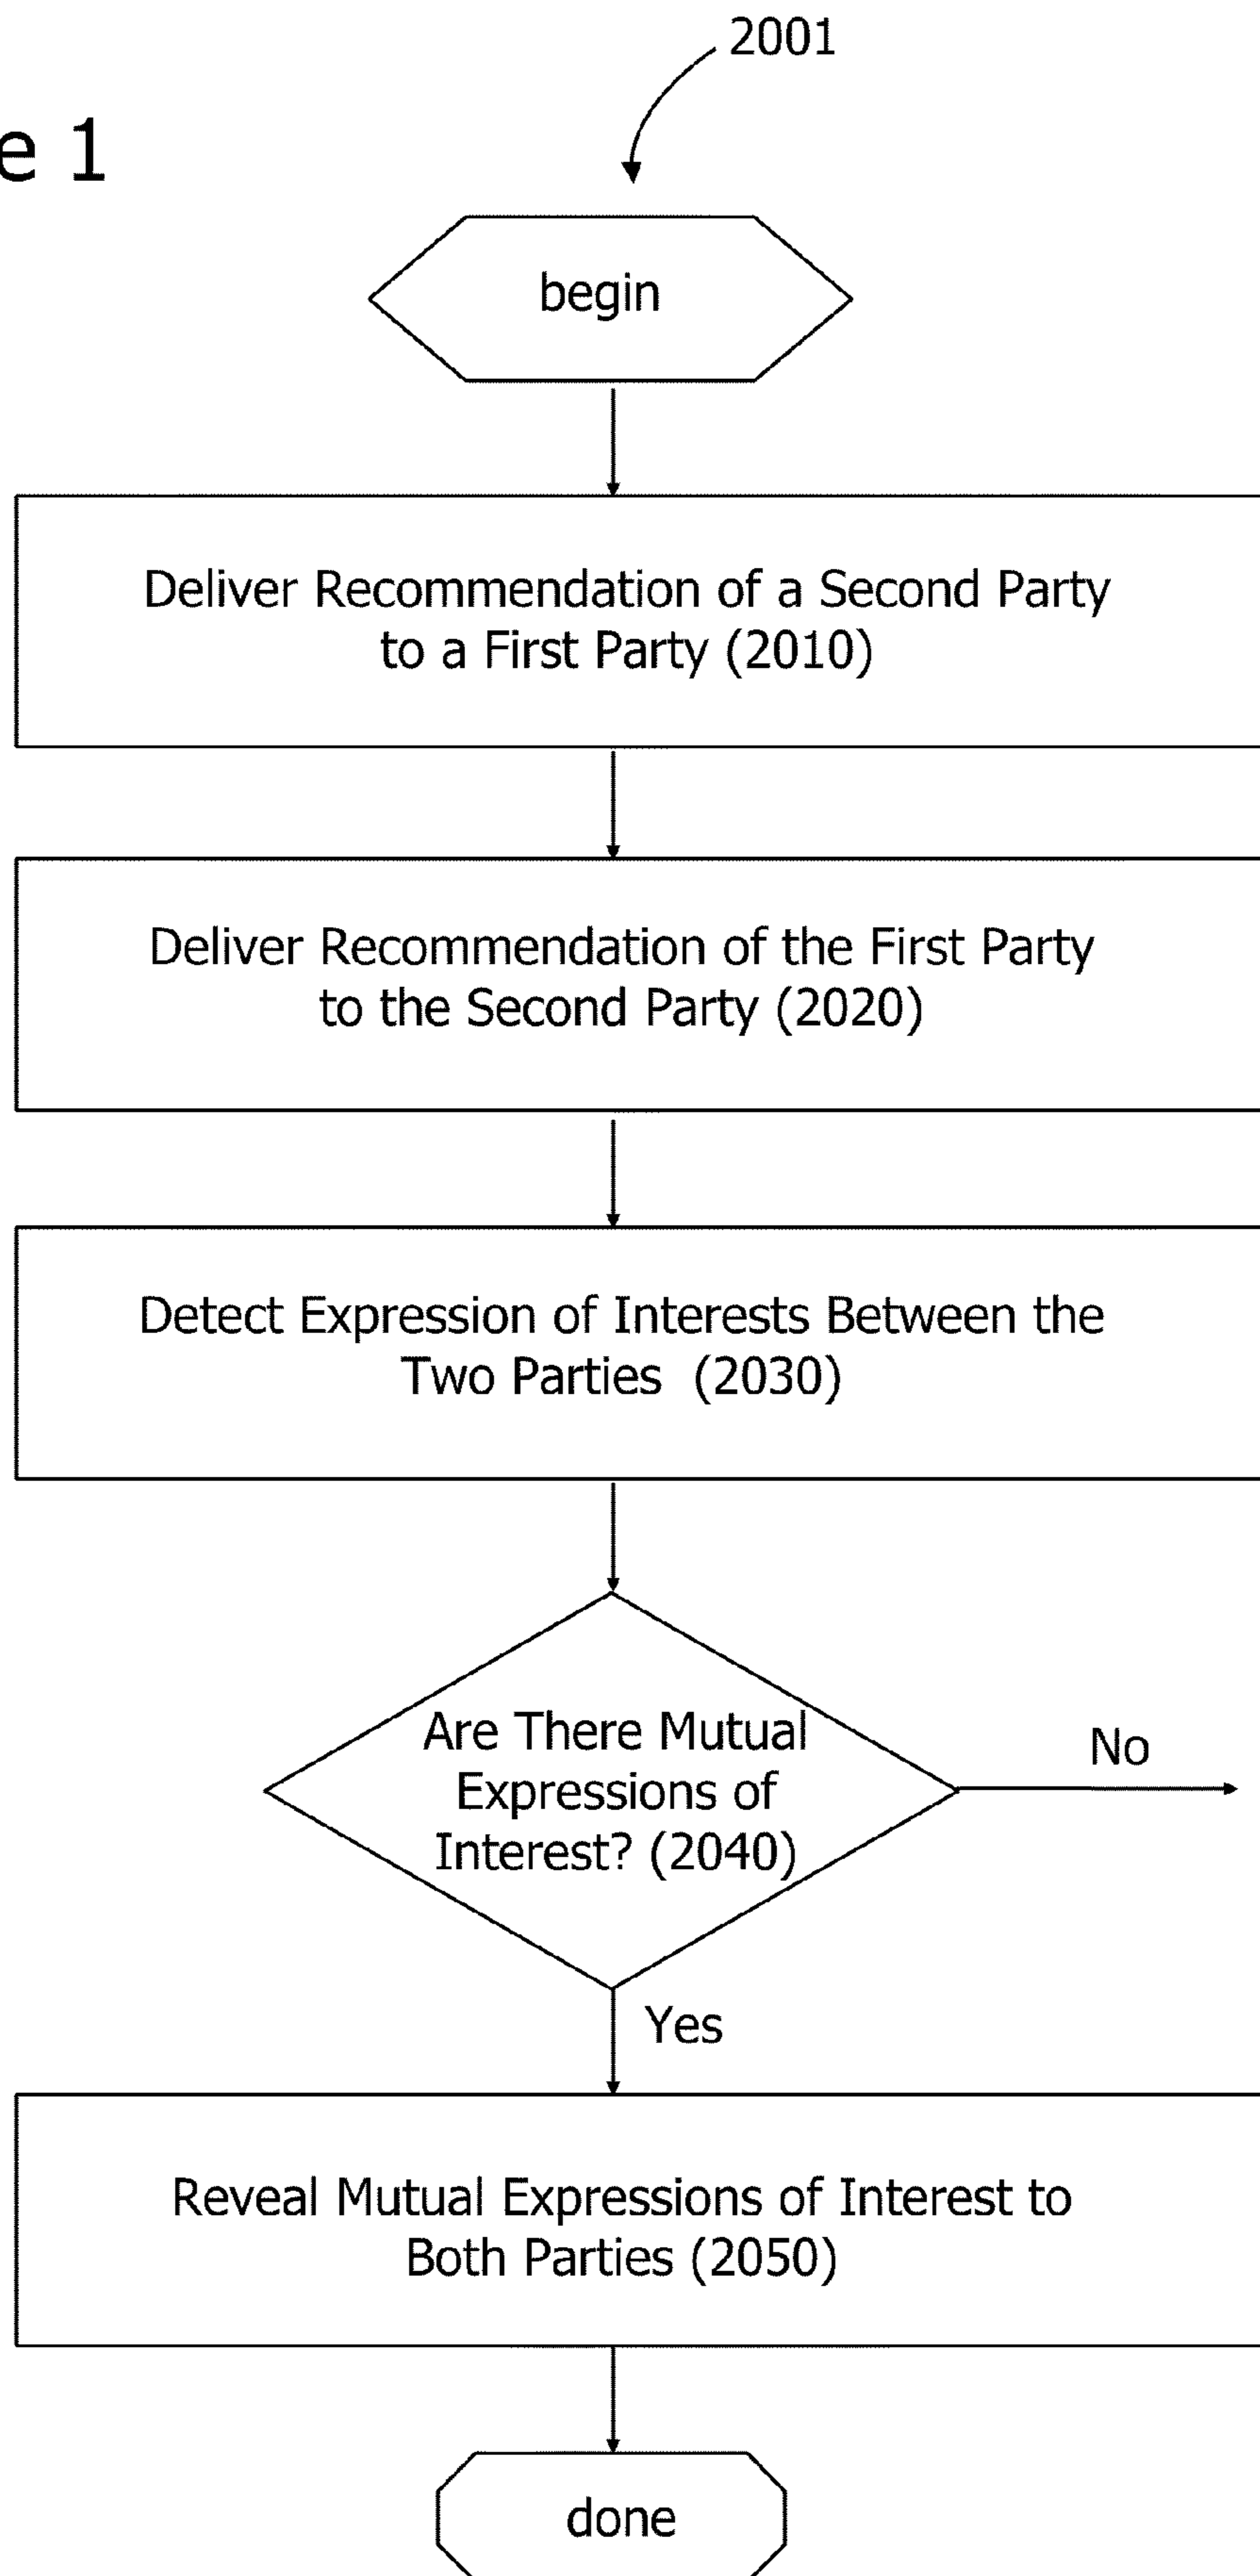 2001
e 1
begin
Deliver Recommendation of a Second Party
to a First Party (2010)
Deliver Recommendation of the First Party
to the Second Party (2020)
Detect Expression of Interests Between the
Two Parties (2030)
Are There Mutual
Expressions of
Interest? (2040)
No
Yes
Reveal Mutual Expressions of Interest to
Both Parties (2050)
done